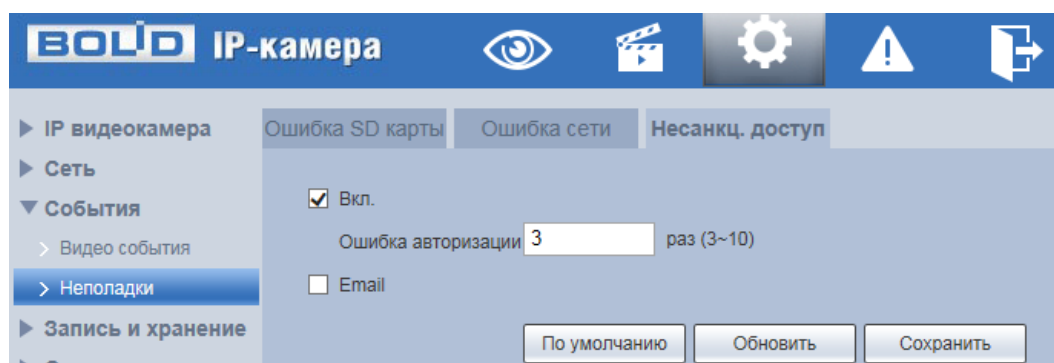 BOLID IP-камера
IP видеокамера
Сеть
События
Видео события
Неполадки
Запись и хранение
Ошибка SD карты Ошибка сети Несанкц. доступ
Вкл.
Ошибка авторизации 3 раз (3~10)
Email
По умолчанию Обновить Сохранить